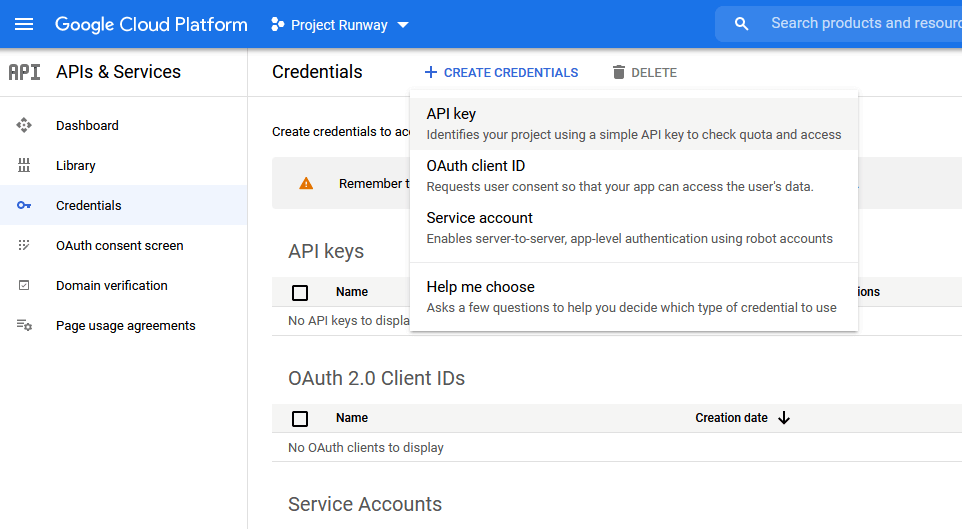 Google Cloud Platform
Project Runway
Search products and
API
APIs & Services
Credentials
+ CREATE CREDENTIALS
DELETE
Dashboard
Library
Credentials
OAuth consent screen
Domain verification
Page usage agreements
Create credentials to
API key
Identifies your project using a simple API key to check quota and access
OAuth client ID
Requests user consent so that your app can access the user's data.
Service account
Enables server-to-server, app-level authentication using robot accounts
Help me choose
Asks a few questions to help you decide which type of credential to use
Remember
API keys
Name
No API keys to
OAuth 2.0 Client IDs
Name
Creation date
No OAuth clients to display
Service Accounts